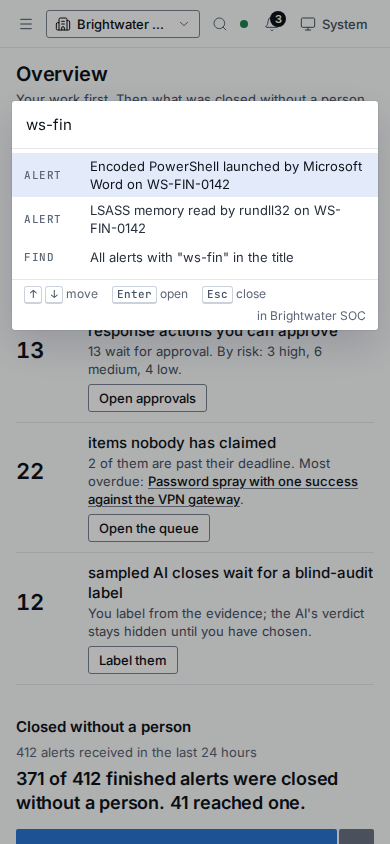 Brightwater ...
3
System
Overview
Your work first. Then what was closed without a person.
ws-fin
ALERT
Encoded PowerShell launched by Microsoft
Word on WS-FIN-0142
ALERT
LSASS memory read by rundll32 on WS-
FIN-0142
FIND
All alerts with "ws-fin" in the title
↑ ↓ move Enter open Esc close
in Brightwater SOC
response actions you can approve
13
13 wait for approval. By risk: 3 high, 6
medium, 4 low.
Open approvals
items nobody has claimed
22
2 of them are past their deadline. Most
overdue: Password spray with one success
against the VPN gateway.
Open the queue
sampled AI closes wait for a blind-audit
label
12
You label from the evidence; the AI's verdict
stays hidden until you have chosen.
Label them
Closed without a person
412 alerts received in the last 24 hours
371 of 412 finished alerts were closed
without a person. 41 reached one.